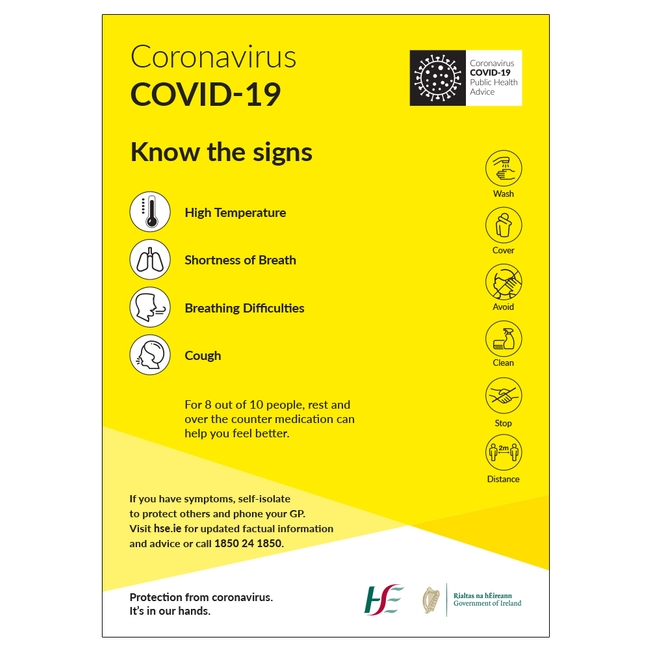 Coronavirus
COVID-19
Coronavirus
COVID-19
Public Health
Advice
Know the signs
High Temperature
Shortness of Breath
Breathing Difficulties
Cough
For 8 out of 10 people, rest and
over the counter medication can
help you feel better.
Wash
Cover
Avoid
Clean
Stop
2m
Distance
If you have symptoms, self-isolate
to protect others and phone your GP.
Visit hse.ie for updated factual information
and advice or call 1850 24 1850.
Protection from coronavirus.
It's in our hands.
HSE
Rialtas na hÉireann
Government of Ireland